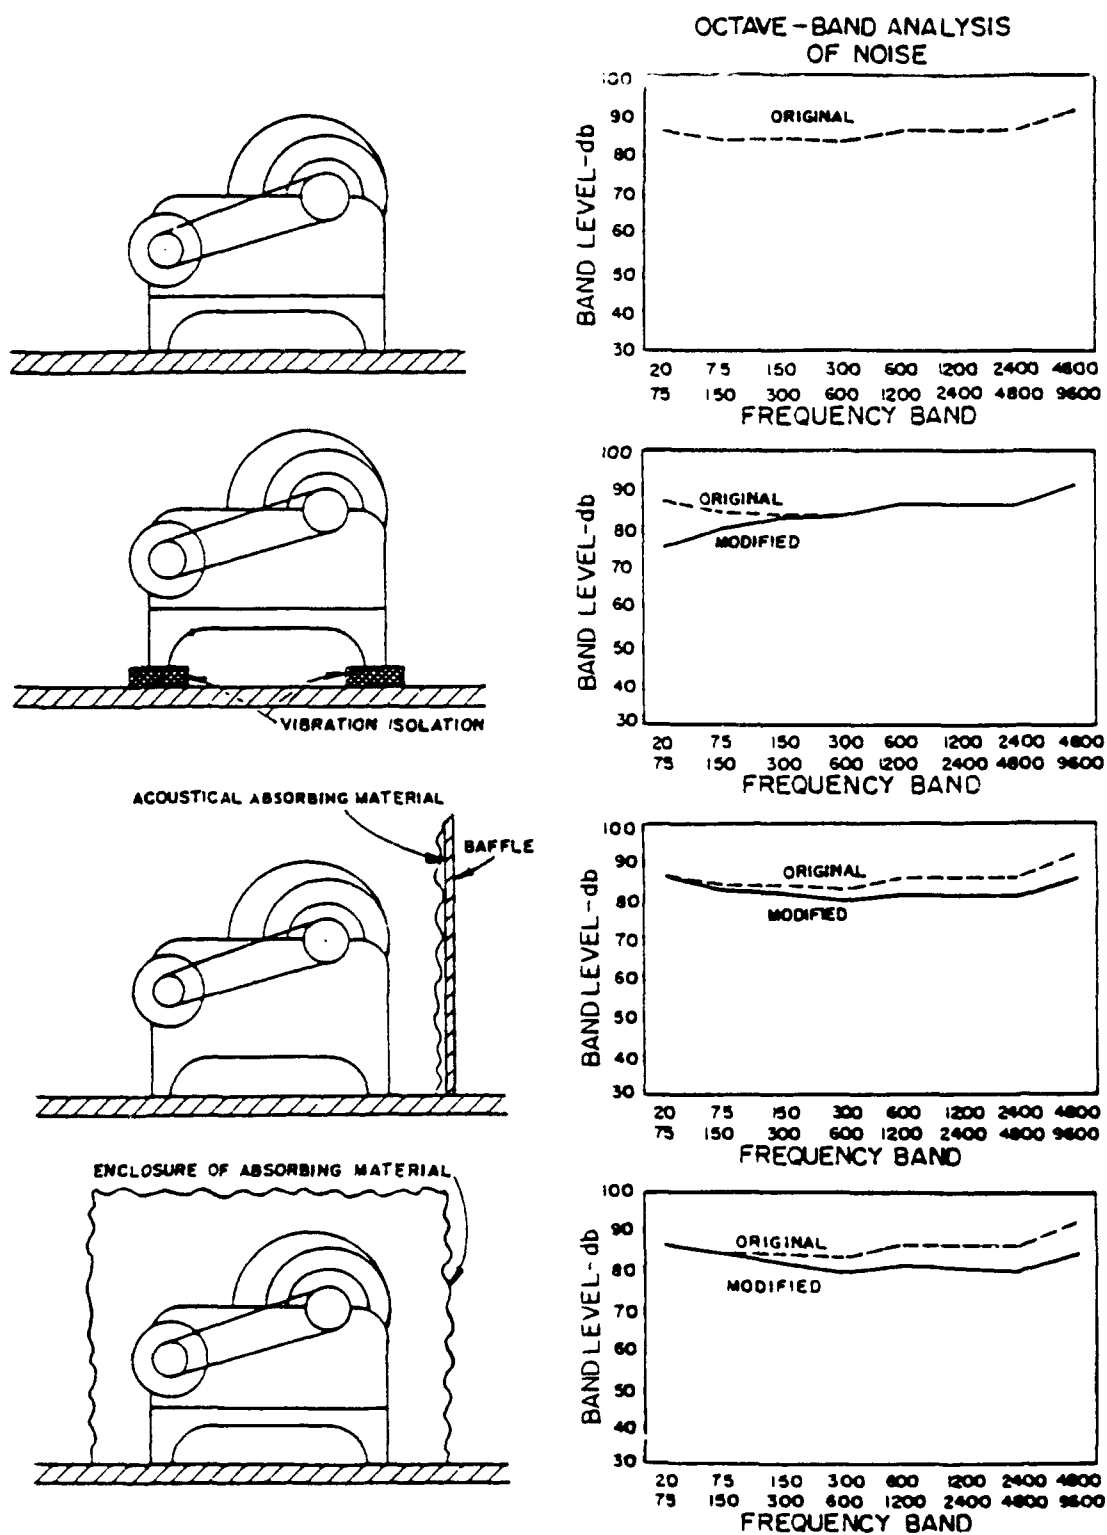 OCTAVE-BAND ANALYSIS
OF NOISE
BAND LEVEL-db
100
90
80
70
60
50
40
30
ORIGINAL
20 75 150 300 600 1200 2400 4800
75 150 300 600 1200 2400 4800 9600
FREQUENCY BAND
VIBRATION ISOLATION
BAND LEVEL-db
100
90
80
70
60
50
40
30
ORIGINAL
MODIFIED
20 75 150 300 600 1200 2400 4800
75 150 300 600 1200 2400 4800 9600
FREQUENCY BAND
ACOUSTICAL ABSORBING MATERIAL
BAFFLE
BAND LEVEL-db
100
90
80
70
60
50
40
30
ORIGINAL
MODIFIED
20 75 150 300 600 1200 2400 4800
75 150 300 600 1200 2400 4800 9600
FREQUENCY BAND
ENCLOSURE OF ABSORBING MATERIAL
BAND LEVEL-db
100
90
80
70
60
50
40
30
ORIGINAL
MODIFIED
20 75 150 300 600 1200 2400 4800
75 150 300 600 1200 2400 4800 9600
FREQUENCY BAND